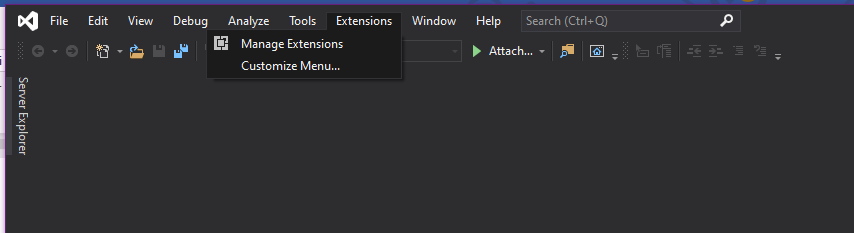 File Edit View Debug Analyze Tools Extensions Window Help Search (Ctrl+Q)
Manage Extensions
Customize Menu...
Attach...
Server Explorer